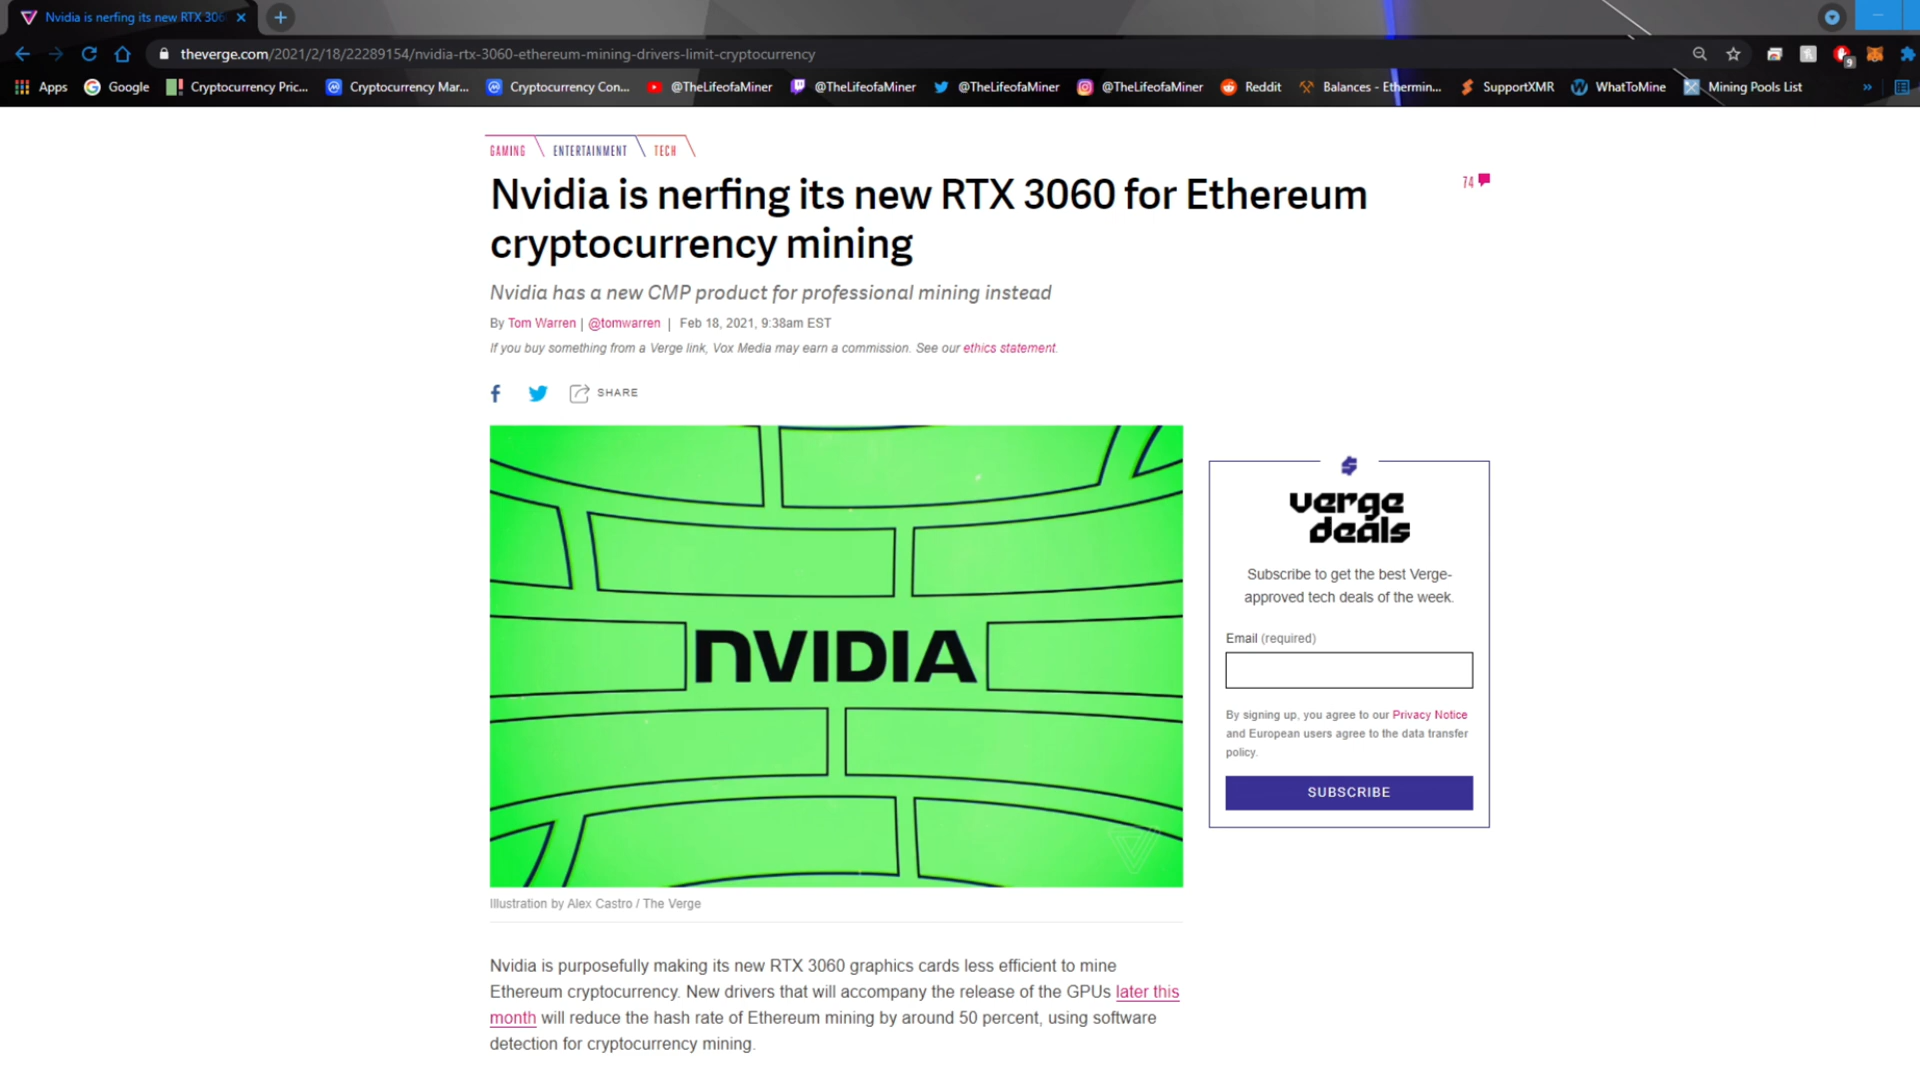 Nvidia is nerfing its new RTX 306
theverge.com/2021/2/18/22289154/nvidia-rtx-3060-ethereum-mining-drivers-limit-cryptocurrency
9
Apps Google Cryptocurrency Pric... Cryptocurrency Mar... Cryptocurrency Con... @TheLifeofaMiner @TheLifeofaMiner @TheLifeofaMiner @TheLifeofaMiner Reddit Balances - Ethermin... SupportXMR WhatToMine Mining Pools List »
GAMING ENTERTAINMENT TECH
Nvidia is nerfing its new RTX 3060 for Ethereum
cryptocurrency mining
74
Nvidia has a new CMP product for professional mining instead
By Tom Warren | @tomwarren | Feb 18, 2021, 9:38am EST
If you buy something from a Verge link, Vox Media may earn a commission. See our ethics statement.
SHARE
NVIDIA
Illustration by Alex Castro / The Verge
verge
deals
Subscribe to get the best Verge-
approved tech deals of the week.
Email (required)
By signing up, you agree to our Privacy Notice
and European users agree to the data transfer
policy.
SUBSCRIBE
Nvidia is purposefully making its new RTX 3060 graphics cards less efficient to mine
Ethereum cryptocurrency. New drivers that will accompany the release of the GPUs later this
month will reduce the hash rate of Ethereum mining by around 50 percent, using software
detection for cryptocurrency mining.